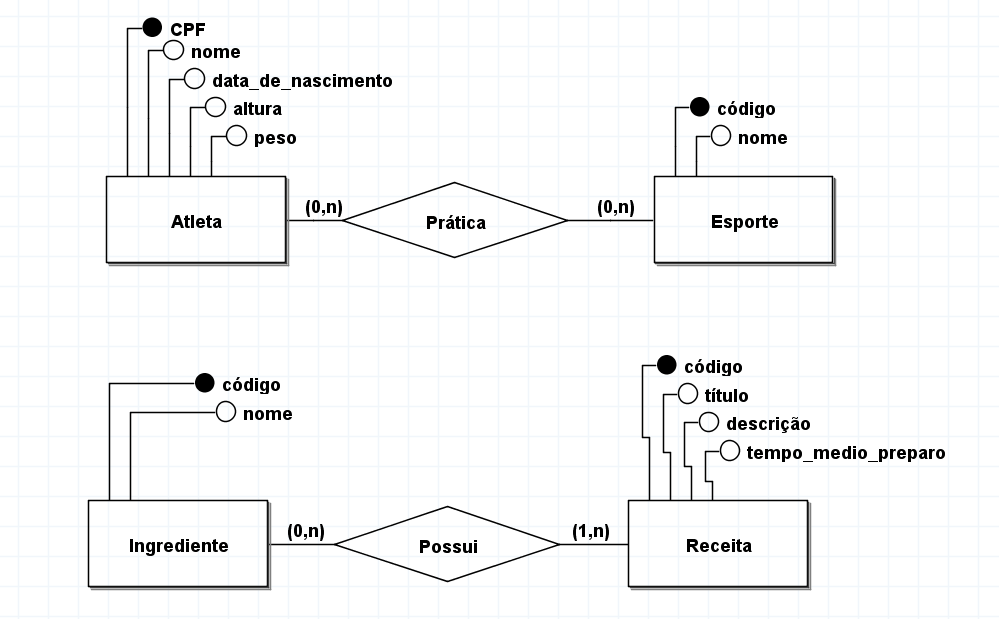 CPF
nome
data_de_nascimento
altura
peso
código
nome
Atleta
(0,n)
Prática
(0,n)
Esporte
código
nome
código
título
descrição
tempo_medio_preparo
Ingrediente
(0,n)
Possui
(1,n)
Receita